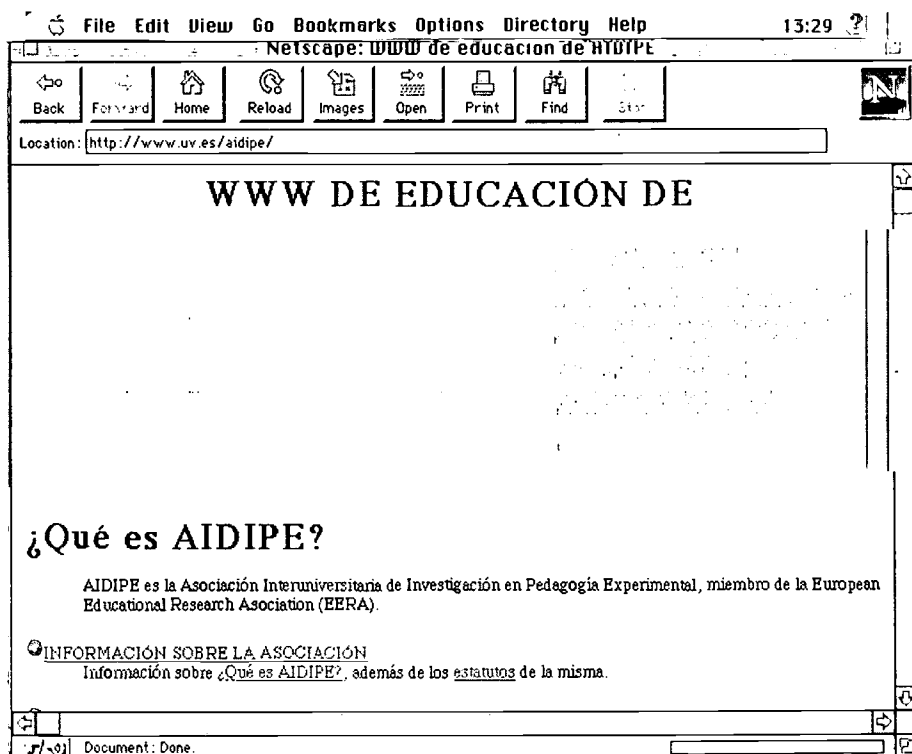 File Edit View Go Bookmarks Options Directory Help 13:29
Netscape: WWW de educación de AIDIPE
Back Forward Home Reload Images Open Print Find Stop
Location: http://www.uv.es/aidipe/
WWW DE EDUCACIÓN DE
¿Qué es AIDIPE?
AIDIPE es la Asociación Interuniversitaria de Investigación en Pedagogía Experimental, miembro de la European
Educational Research Asociation (EERA).
INFORMACIÓN SOBRE LA ASOCIACIÓN
Información sobre ¿Qué es AIDIPE?, además de los estatutos de la misma.
Document: Done.